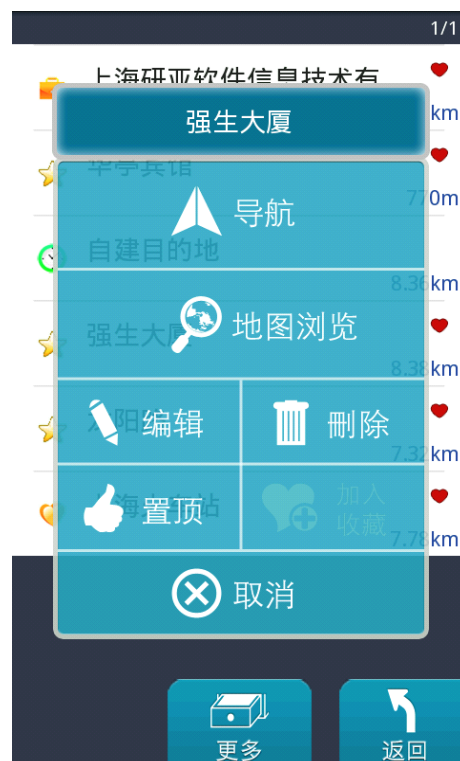 1/1
上海研亚软件信息技术有
km
强生大厦
华亭宾馆
770m
导航
自建目的地
8.36km
强生大厦
地图浏览
8.38km
编辑
删除
7.32km
置顶
加入
收藏
7.78km
取消
更多
返回